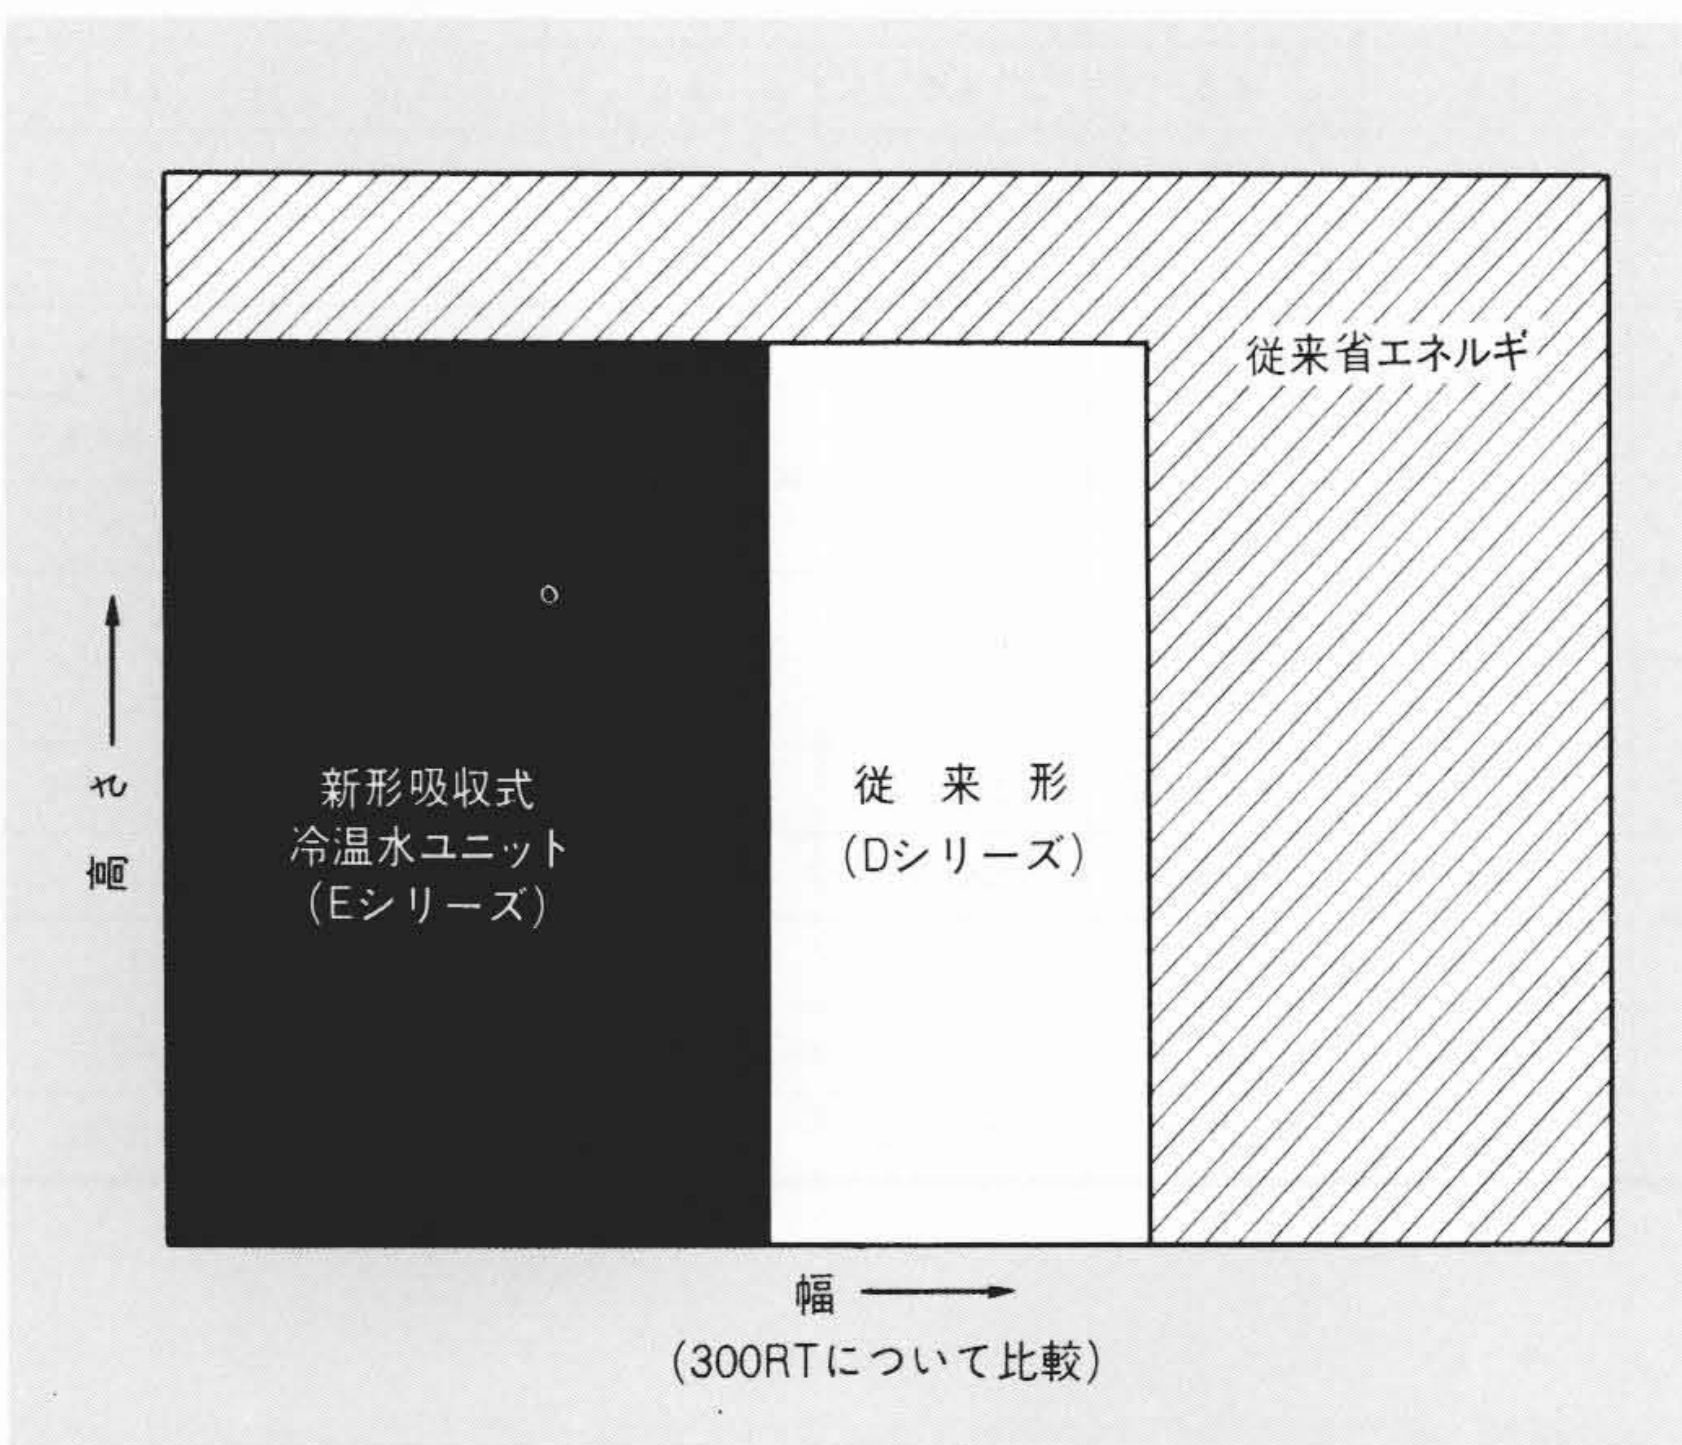 従来省エネルギ
新形吸収式
冷温水ユニット
(Eシリーズ)
従来形
(Dシリーズ)
高さ
幅
(300RTについて比較)